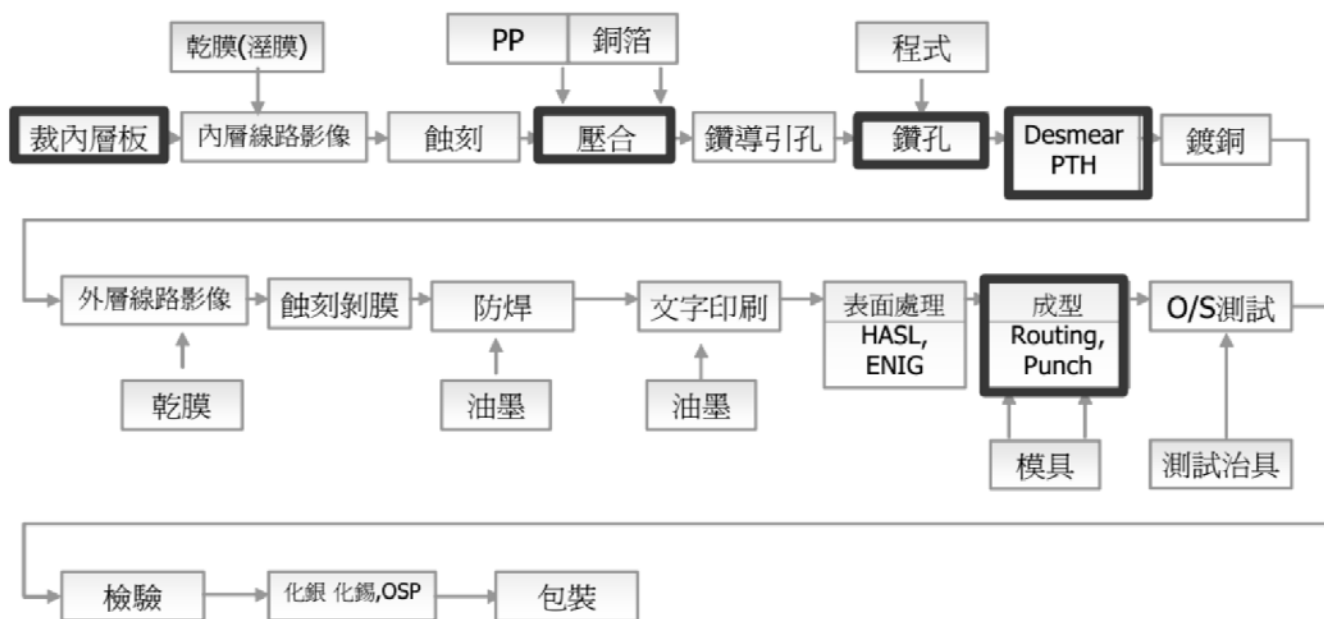 乾膜(溼膜)
PP
銅箔
程式
裁內層板
內層線路影像
蝕刻
壓合
鑽導引孔
鑽孔
Desmear
PTH
鍍銅
外層線路影像
蝕刻剝膜
防焊
文字印刷
表面處理
HASL,
ENIG
成型
Routing,
Punch
O/S測試
乾膜
油墨
油墨
模具
測試治具
檢驗
化銀 化錫,OSP
包裝